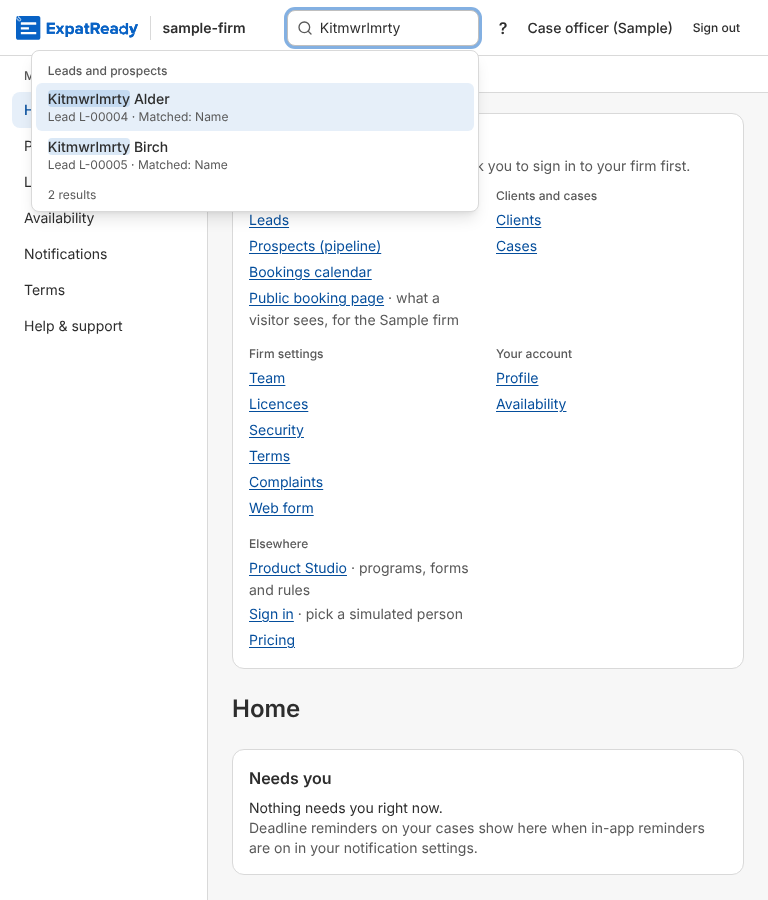 ExpatReady
sample-firm
Kitmwrlmrty
?
Case officer (Sample)
Sign out
Leads and prospects
Kitmwrlmrty Alder
Lead L-00004 · Matched: Name
Kitmwrlmrty Birch
Lead L-00005 · Matched: Name
2 results
Availability
Notifications
Terms
Help & support
you to sign in to your firm first.
Leads
Prospects (pipeline)
Bookings calendar
Public booking page · what a
visitor sees, for the Sample firm
Clients and cases
Clients
Cases
Firm settings
Team
Licences
Security
Terms
Complaints
Web form
Your account
Profile
Availability
Elsewhere
Product Studio · programs, forms
and rules
Sign in · pick a simulated person
Pricing
Home
Needs you
Nothing needs you right now.
Deadline reminders on your cases show here when in-app reminders
are on in your notification settings.